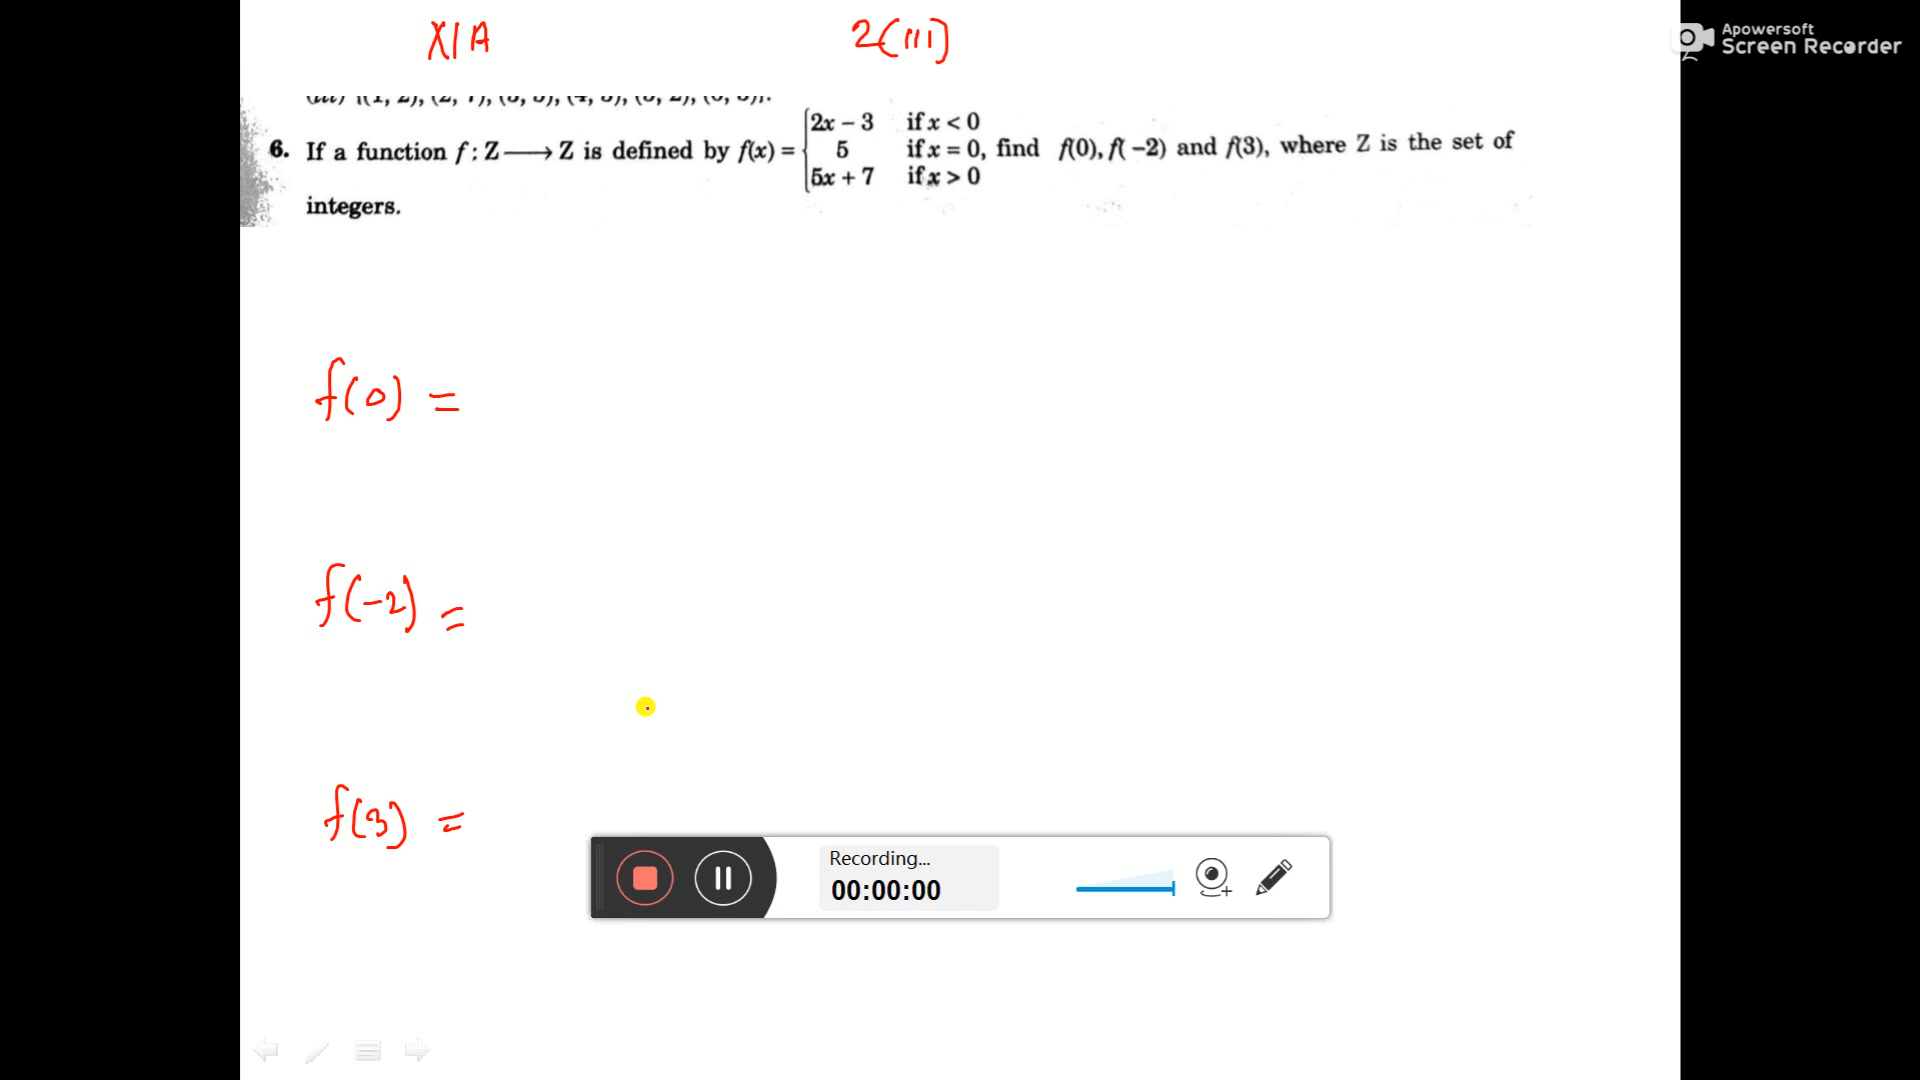 XIA 2(III)
Apowersoft
Screen Recorder
6. If a function f : Z ⟶ Z is defined by f(x) = { 2x – 3 if x < 0
5 if x = 0, find f(0), f( –2) and f(3), where Z is the set of
5x + 7 if x > 0
integers.
f(0) =
f(-2) =
f(3) =
Recording...
00:00:00